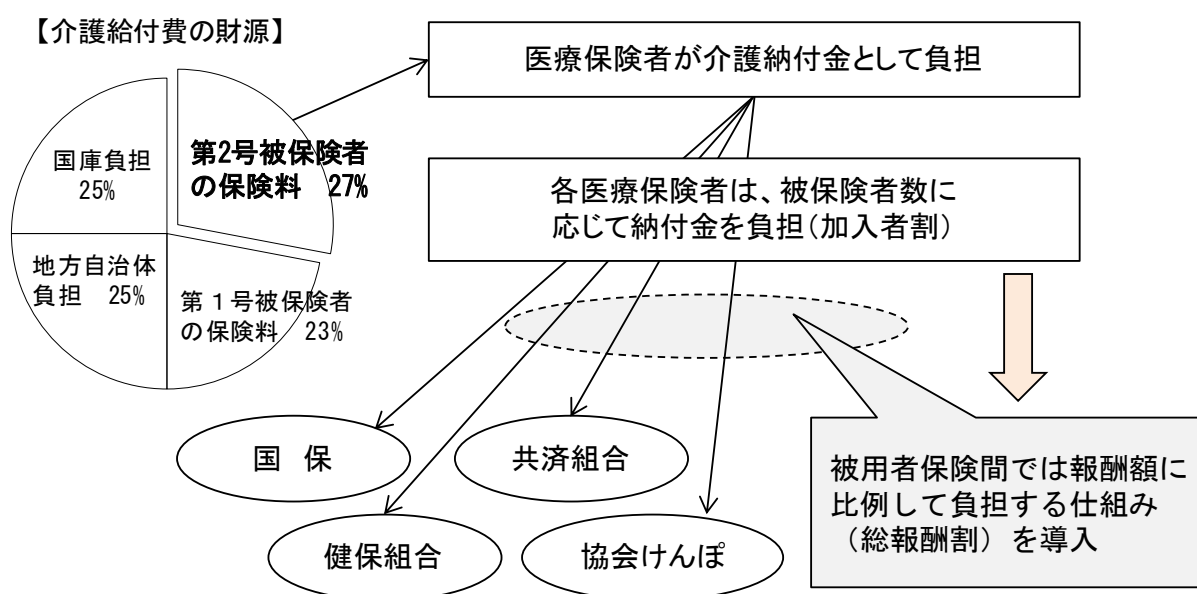 【介護給付費の財源】
医療保険者が介護納付金として負担
国庫負担
25%
第2号被保険者
の保険料 27%
各医療保険者は、被保険者数に
応じて納付金を負担（加入者割）
地方自治体
負担 25%
第１号被保険者
の保険料 23%
国 保
共済組合
健保組合
協会けんぽ
被用者保険間では報酬額に
比例して負担する仕組み
（総報酬割）を導入